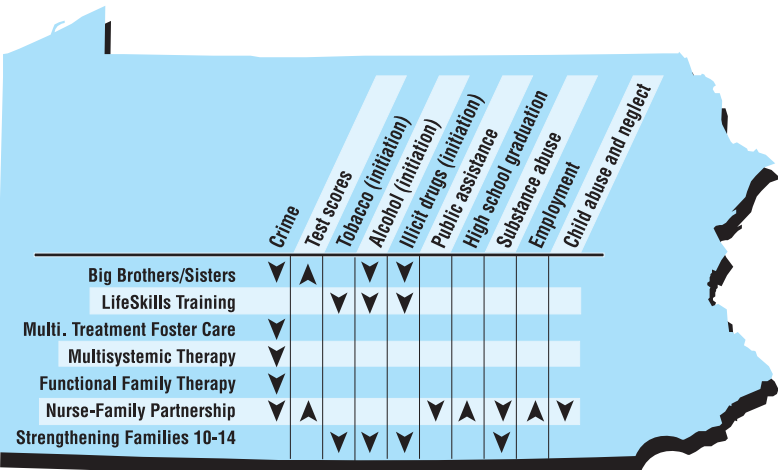 Crime
Test scores
Tobacco (initiation)
Alcohol (initiation)
Illicit drugs (initiation)
Public assistance
High school graduation
Substance abuse
Employment
Child abuse and neglect
Big Brothers/Sisters
LifeSkills Training
Multi. Treatment Foster Care
Multisystemic Therapy
Functional Family Therapy
Nurse-Family Partnership
Strengthening Families 10-14